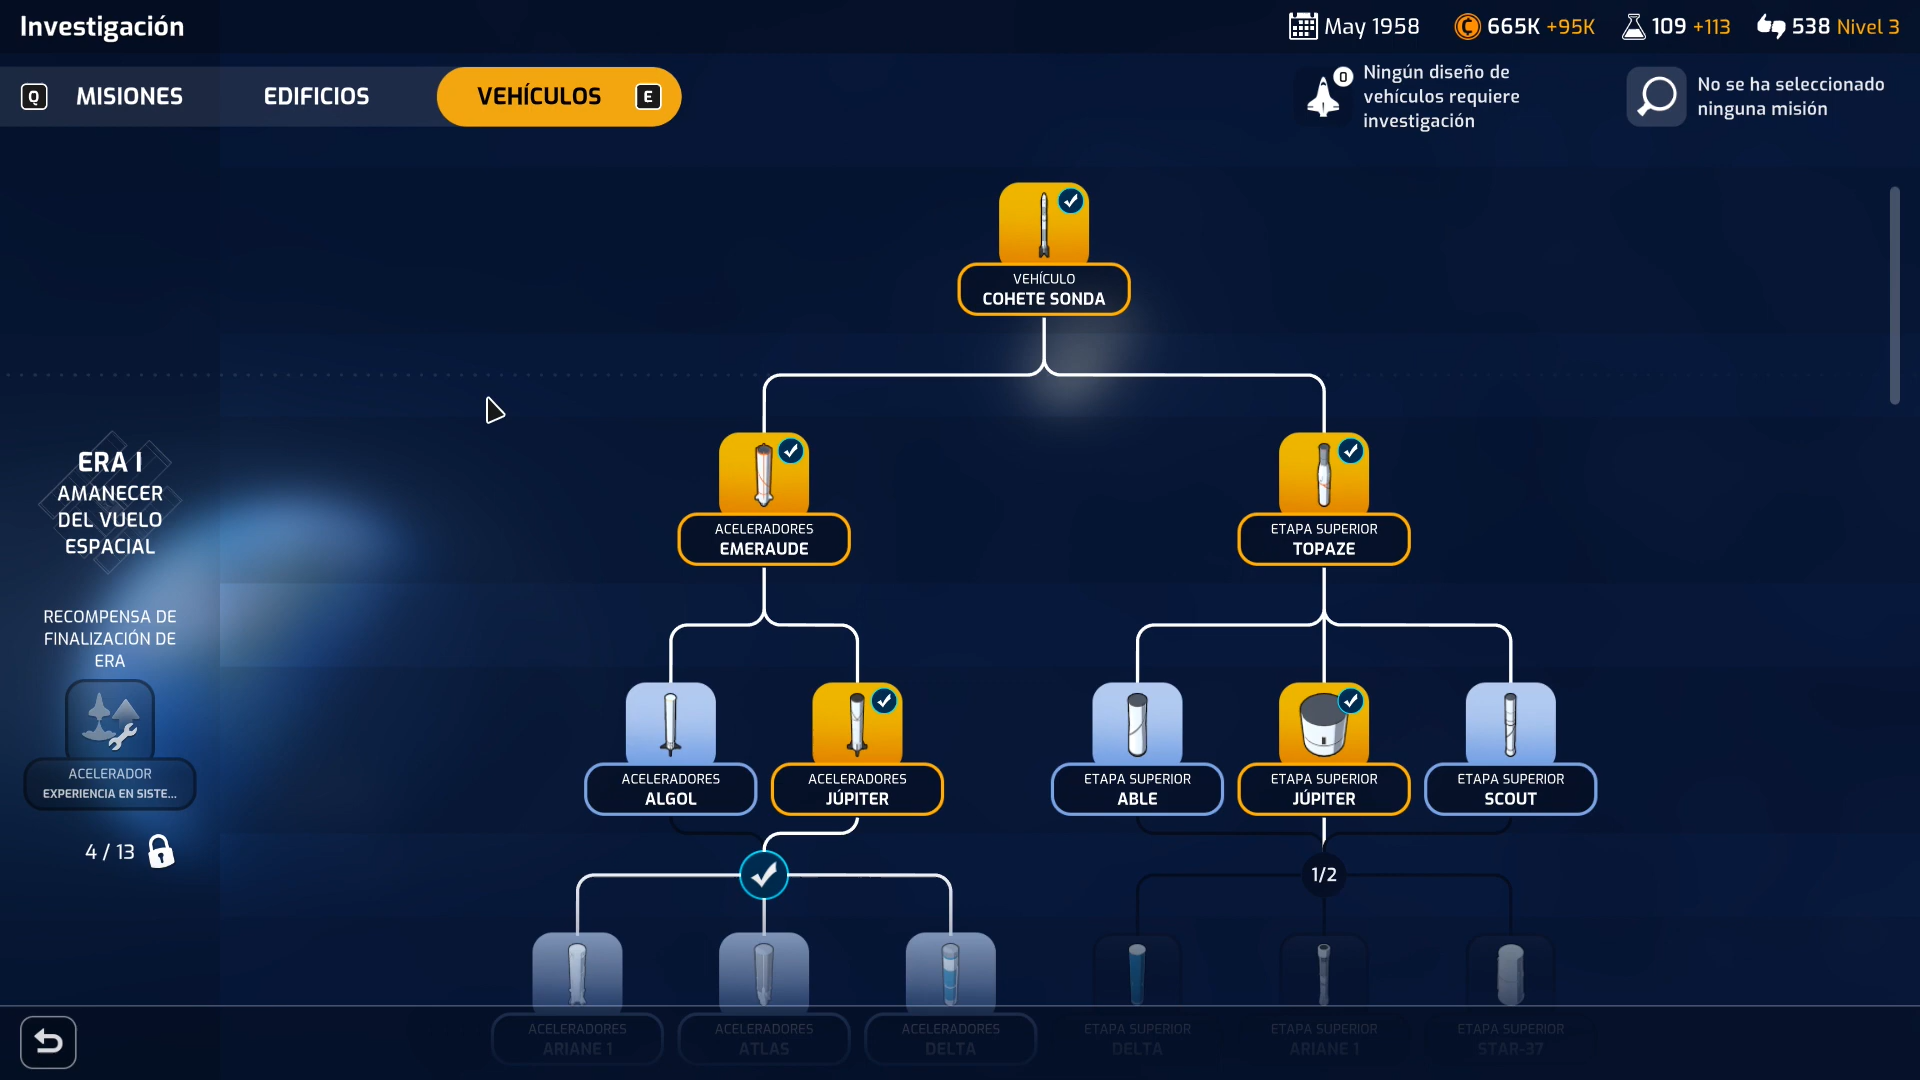 Investigación
May 1958
665K +95K
109 +113
538 Nivel 3
Q
MISIONES
EDIFICIOS
VEHÍCULOS
E
0
Ningún diseño de
vehículos requiere
investigación
No se ha seleccionado
ninguna misión
VEHÍCULO
COHETE SONDA
ERA I
AMANECER
DEL VUELO
ESPACIAL
ACELERADORES
EMERAUDE
ETAPA SUPERIOR
TOPAZE
RECOMPENSA DE
FINALIZACIÓN DE
ERA
ACELERADOR
EXPERIENCIA EN SISTE...
4 / 13
ACELERADORES
ALGOL
ACELERADORES
JÚPITER
ETAPA SUPERIOR
ABLE
ETAPA SUPERIOR
JÚPITER
ETAPA SUPERIOR
SCOUT
1/2
ACELERADORES
ARIANE 1
ACELERADORES
ATLAS
ACELERADORES
DELTA
ETAPA SUPERIOR
DELTA
ETAPA SUPERIOR
ARIANE 1
ETAPA SUPERIOR
STAR-37